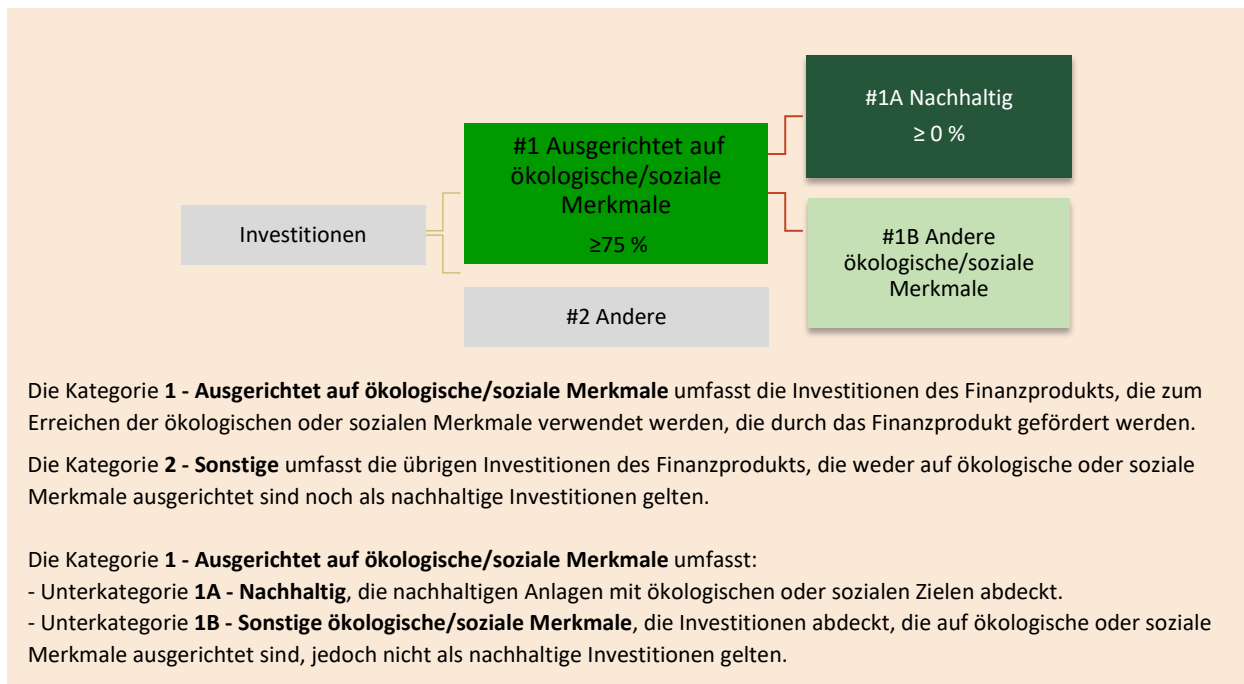 #1A Nachhaltig
≥ 0 %
#1 Ausgerichtet auf
ökologische/soziale
Merkmale
≥75 %
Investitionen
#1B Andere
ökologische/soziale
Merkmale
#2 Andere
Die Kategorie 1 - Ausgerichtet auf ökologische/soziale Merkmale umfasst die Investitionen des Finanzprodukts, die zum
Erreichen der ökologischen oder sozialen Merkmale verwendet werden, die durch das Finanzprodukt gefördert werden.
Die Kategorie 2 - Sonstige umfasst die übrigen Investitionen des Finanzprodukts, die weder auf ökologische oder soziale
Merkmale ausgerichtet sind noch als nachhaltige Investitionen gelten.
Die Kategorie 1 - Ausgerichtet auf ökologische/soziale Merkmale umfasst:
- Unterkategorie 1A - Nachhaltig, die nachhaltigen Anlagen mit ökologischen oder sozialen Zielen abdeckt.
- Unterkategorie 1B - Sonstige ökologische/soziale Merkmale, die Investitionen abdeckt, die auf ökologische oder soziale
Merkmale ausgerichtet sind, jedoch nicht als nachhaltige Investitionen gelten.